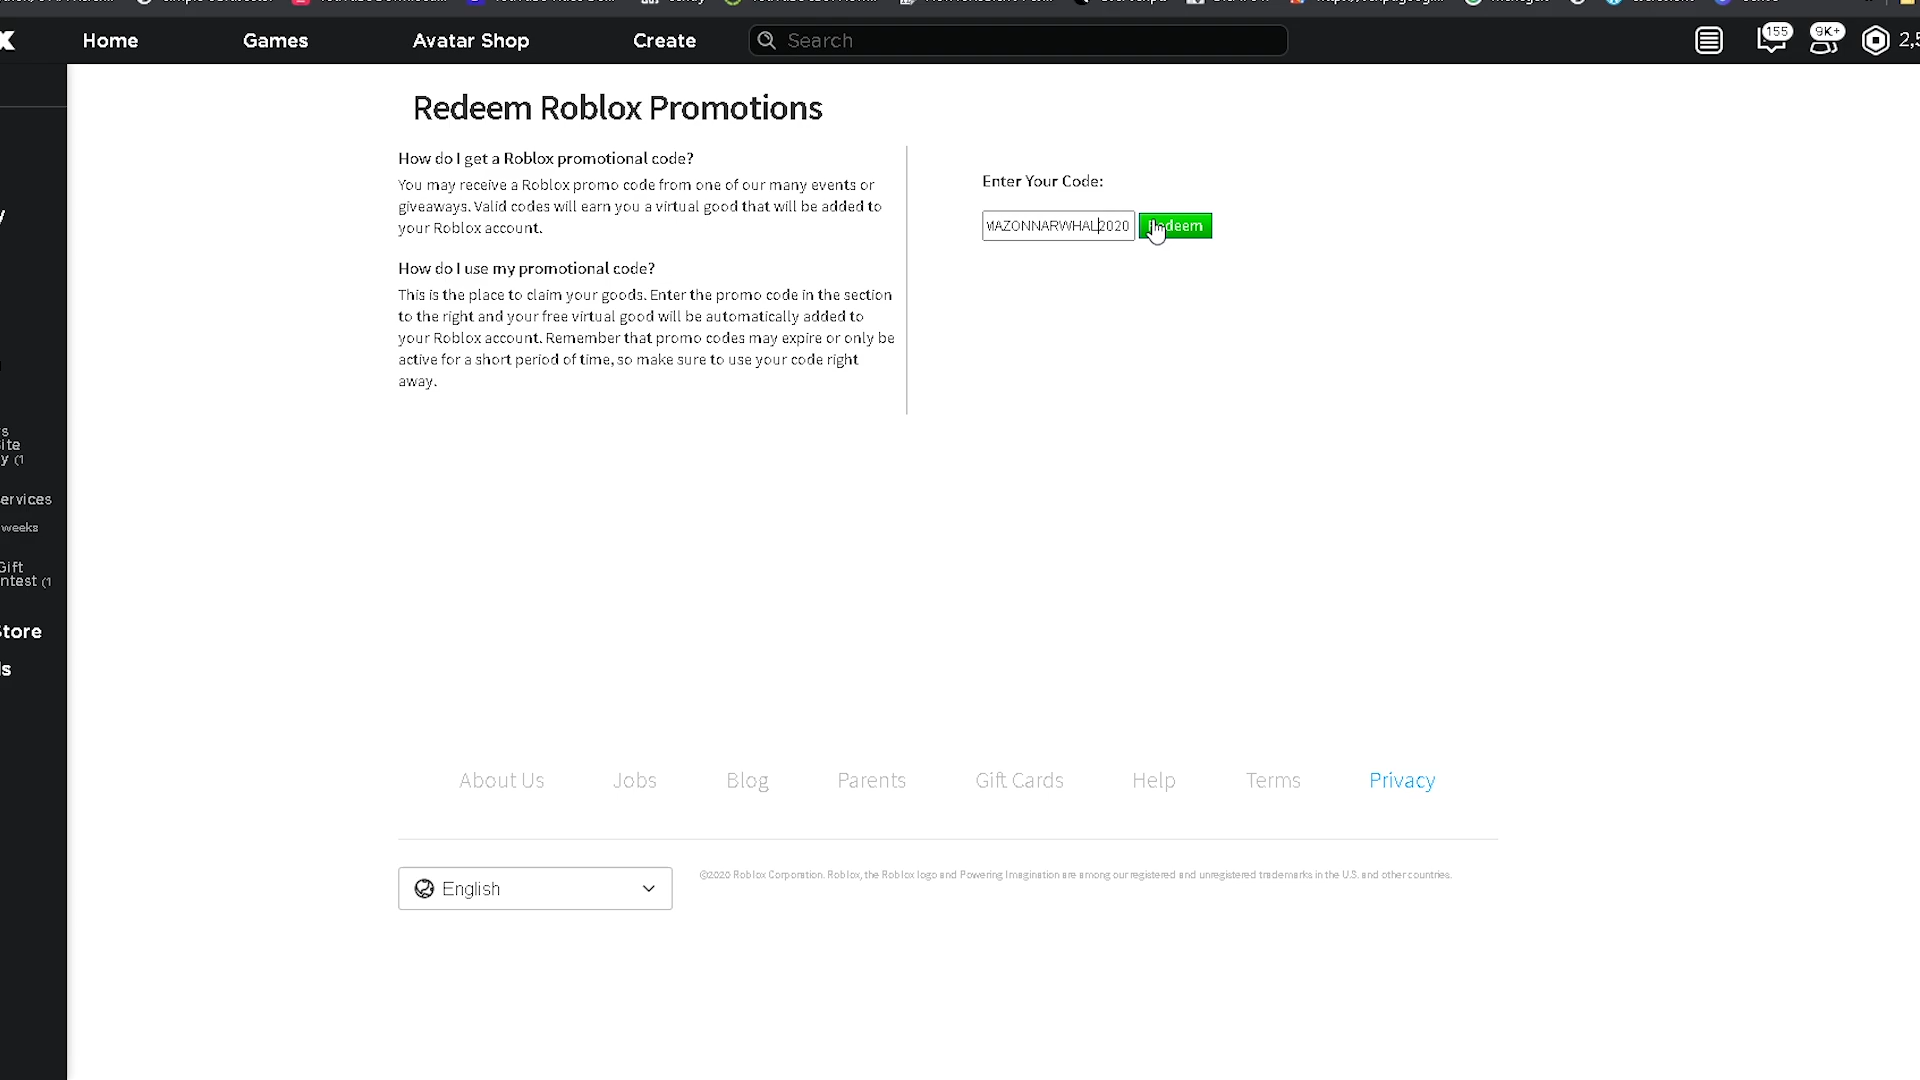 Home Games Avatar Shop Create Search 155 9K+
Redeem Roblox Promotions
How do I get a Roblox promotional code?
You may receive a Roblox promo code from one of our many events or
giveaways. Valid codes will earn you a virtual good that will be added to
your Roblox account.
How do I use my promotional code?
This is the place to claim your goods. Enter the promo code in the section
to the right and your free virtual good will be automatically added to
your Roblox account. Remember that promo codes may expire or only be
active for a short period of time, so make sure to use your code right
away.
Enter Your Code:
MAZONNARWHAL2020 Redeem
ervices
weeks
Gift
ntest (1
Store
ls
About Us Jobs Blog Parents Gift Cards Help Terms Privacy
English
©2020 Roblox Corporation. Roblox, the Roblox logo and Powering Imagination are among our registered and unregistered trademarks in the U.S. and other countries.